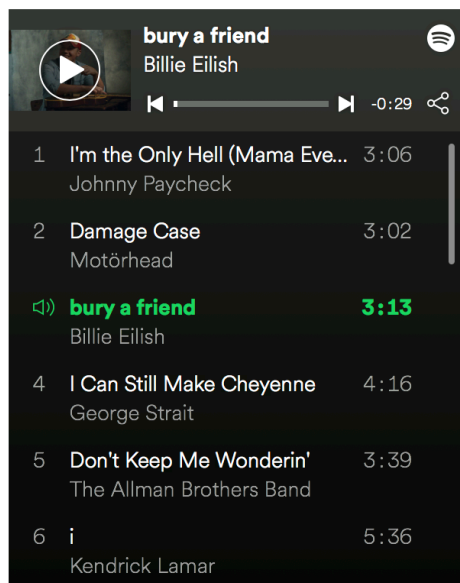 bury a friend
Billie Eilish
-0:29
1 I'm the Only Hell (Mama Eve... 3:06
Johnny Paycheck
2 Damage Case 3:02
Motörhead
bury a friend 3:13
Billie Eilish
4 I Can Still Make Cheyenne 4:16
George Strait
5 Don't Keep Me Wonderin' 3:39
The Allman Brothers Band
6 i 5:36
Kendrick Lamar